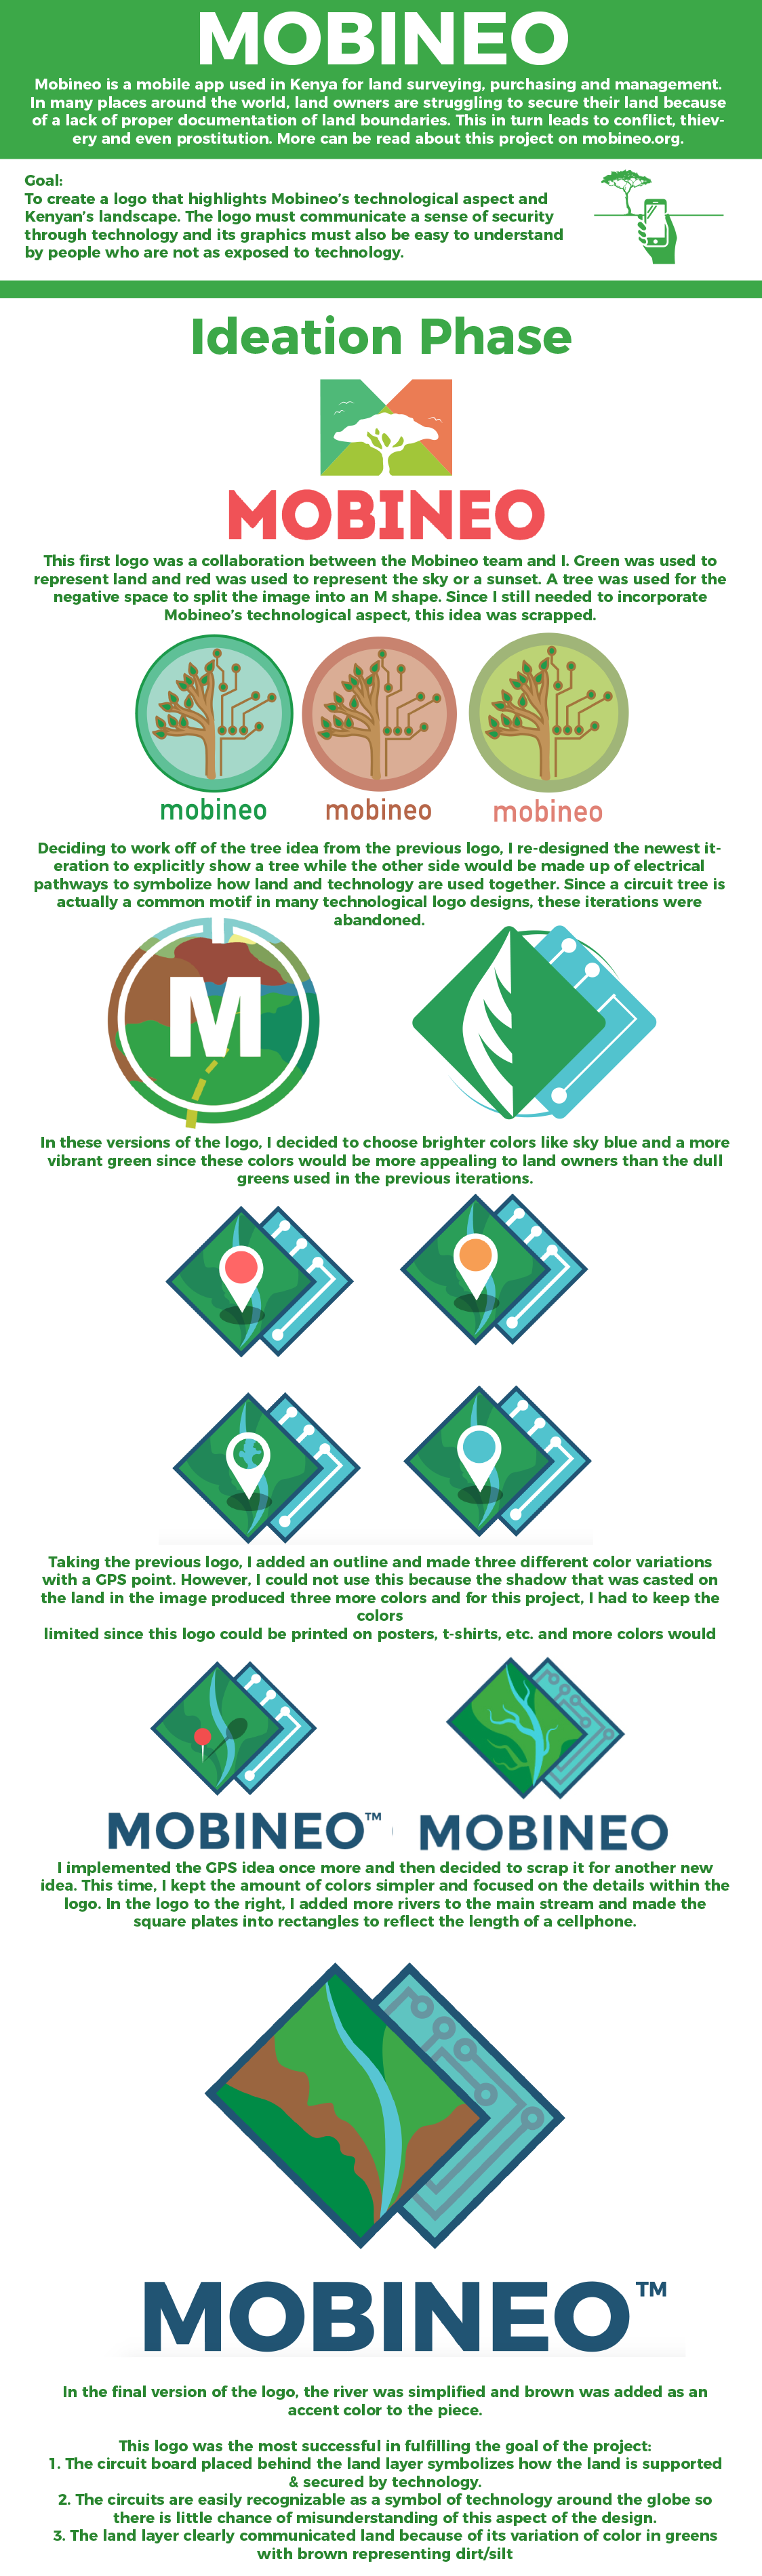 MOBINEO
Mobineo is a mobile app used in Kenya for land surveying, purchasing and management.
In many places around the world, land owners are struggling to secure their land because
of a lack of proper documentation of land boundaries. This in turn leads to conflict, thiev-
ery and even prostitution. More can be read about this project on mobineo.org.
Goal:
To create a logo that highlights Mobineo's technological aspect and
Kenyan's landscape. The logo must communicate a sense of security
through technology and its graphics must also be easy to understand
by people who are not as exposed to technology.
Ideation Phase
MOBINEO
This first logo was a collaboration between the Mobineo team and I. Green was used to
represent land and red was used to represent the sky or a sunset. A tree was used for the
negative space to split the image into an M shape. Since I still needed to incorporate
Mobineo's technological aspect, this idea was scrapped.
mobineo mobineo mobineo
Deciding to work off of the tree idea from the previous logo, I re-designed the newest it-
eration to explicitly show a tree while the other side would be made up of electrical
pathways to symbolize how land and technology are used together. Since a circuit tree is
actually a common motif in many technological logo designs, these iterations were
abandoned.
M
In these versions of the logo, I decided to choose brighter colors like sky blue and a more
vibrant green since these colors would be more appealing to land owners than the dull
greens used in the previous iterations.
Taking the previous logo, I added an outline and made three different color variations
with a GPS point. However, I could not use this because the shadow that was casted on
the land in the image produced three more colors and for this project, I had to keep the
colors
limited since this logo could be printed on posters, t-shirts, etc. and more colors would
MOBINEO™ MOBINEO
I implemented the GPS idea once more and then decided to scrap it for another new
idea. This time, I kept the amount of colors simpler and focused on the details within the
logo. In the logo to the right, I added more rivers to the main stream and made the
square plates into rectangles to reflect the length of a cellphone.
MOBINEO™
In the final version of the logo, the river was simplified and brown was added as an
accent color to the piece.
This logo was the most successful in fulfilling the goal of the project:
1. The circuit board placed behind the land layer symbolizes how the land is supported
& secured by technology.
2. The circuits are easily recognizable as a symbol of technology around the globe so
there is little chance of misunderstanding of this aspect of the design.
3. The land layer clearly communicated land because of its variation of color in greens
with brown representing dirt/silt